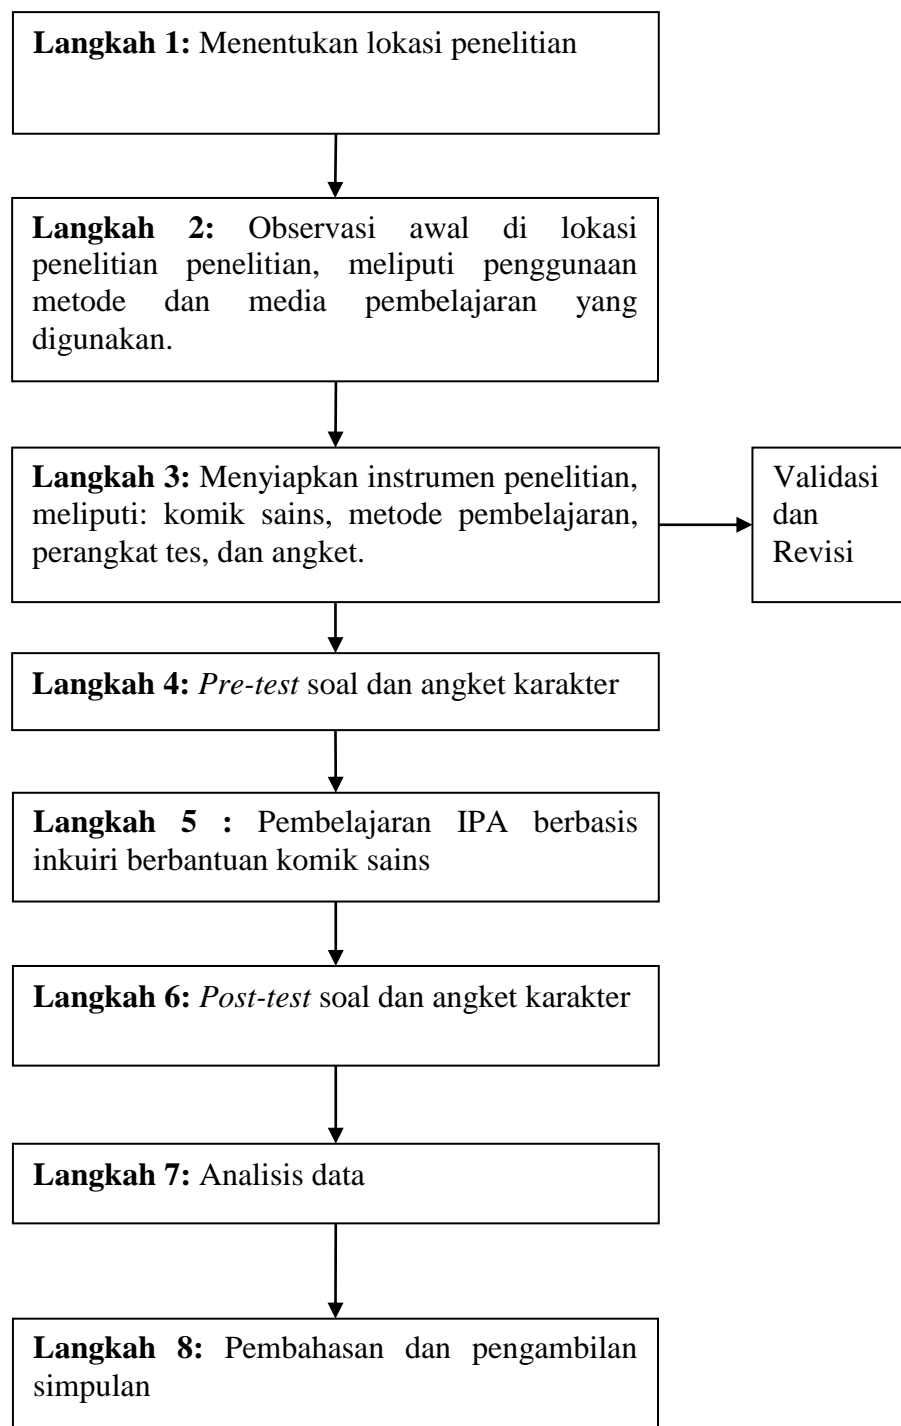 Langkah 1: Menentukan lokasi penelitian
Langkah 2: Observasi awal di lokasi
penelitian penelitian, meliputi penggunaan
metode dan media pembelajaran yang
digunakan.
Langkah 3: Menyiapkan instrumen penelitian,
meliputi: komik sains, metode pembelajaran,
perangkat tes, dan angket.
Validasi
dan
Revisi
Langkah 4: Pre-test soal dan angket karakter
Langkah 5 : Pembelajaran IPA berbasis
inkuiri berbantuan komik sains
Langkah 6: Post-test soal dan angket karakter
Langkah 7: Analisis data
Langkah 8: Pembahasan dan pengambilan
simpulan